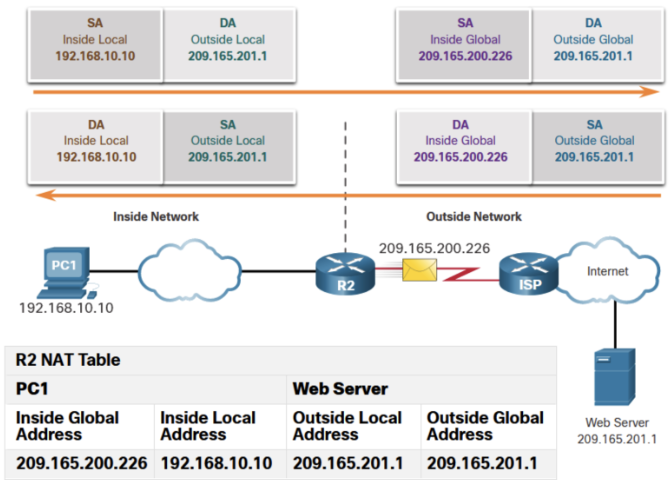 SA DA SA DA
Inside Local Outside Local Inside Global Outside Global
192.168.10.10 209.165.201.1 209.165.200.226 209.165.201.1
DA SA DA SA
Inside Local Outside Local Inside Global Outside Global
192.168.10.10 209.165.201.1 209.165.200.226 209.165.201.1
Inside Network Outside Network
209.165.200.226
PC1
R2
ISP
Internet
192.168.10.10
R2 NAT Table
PC1 Web Server
Inside Global Inside Local Outside Local Outside Global
Address Address Address Address
209.165.200.226 192.168.10.10 209.165.201.1 209.165.201.1
Web Server
209.165.201.1